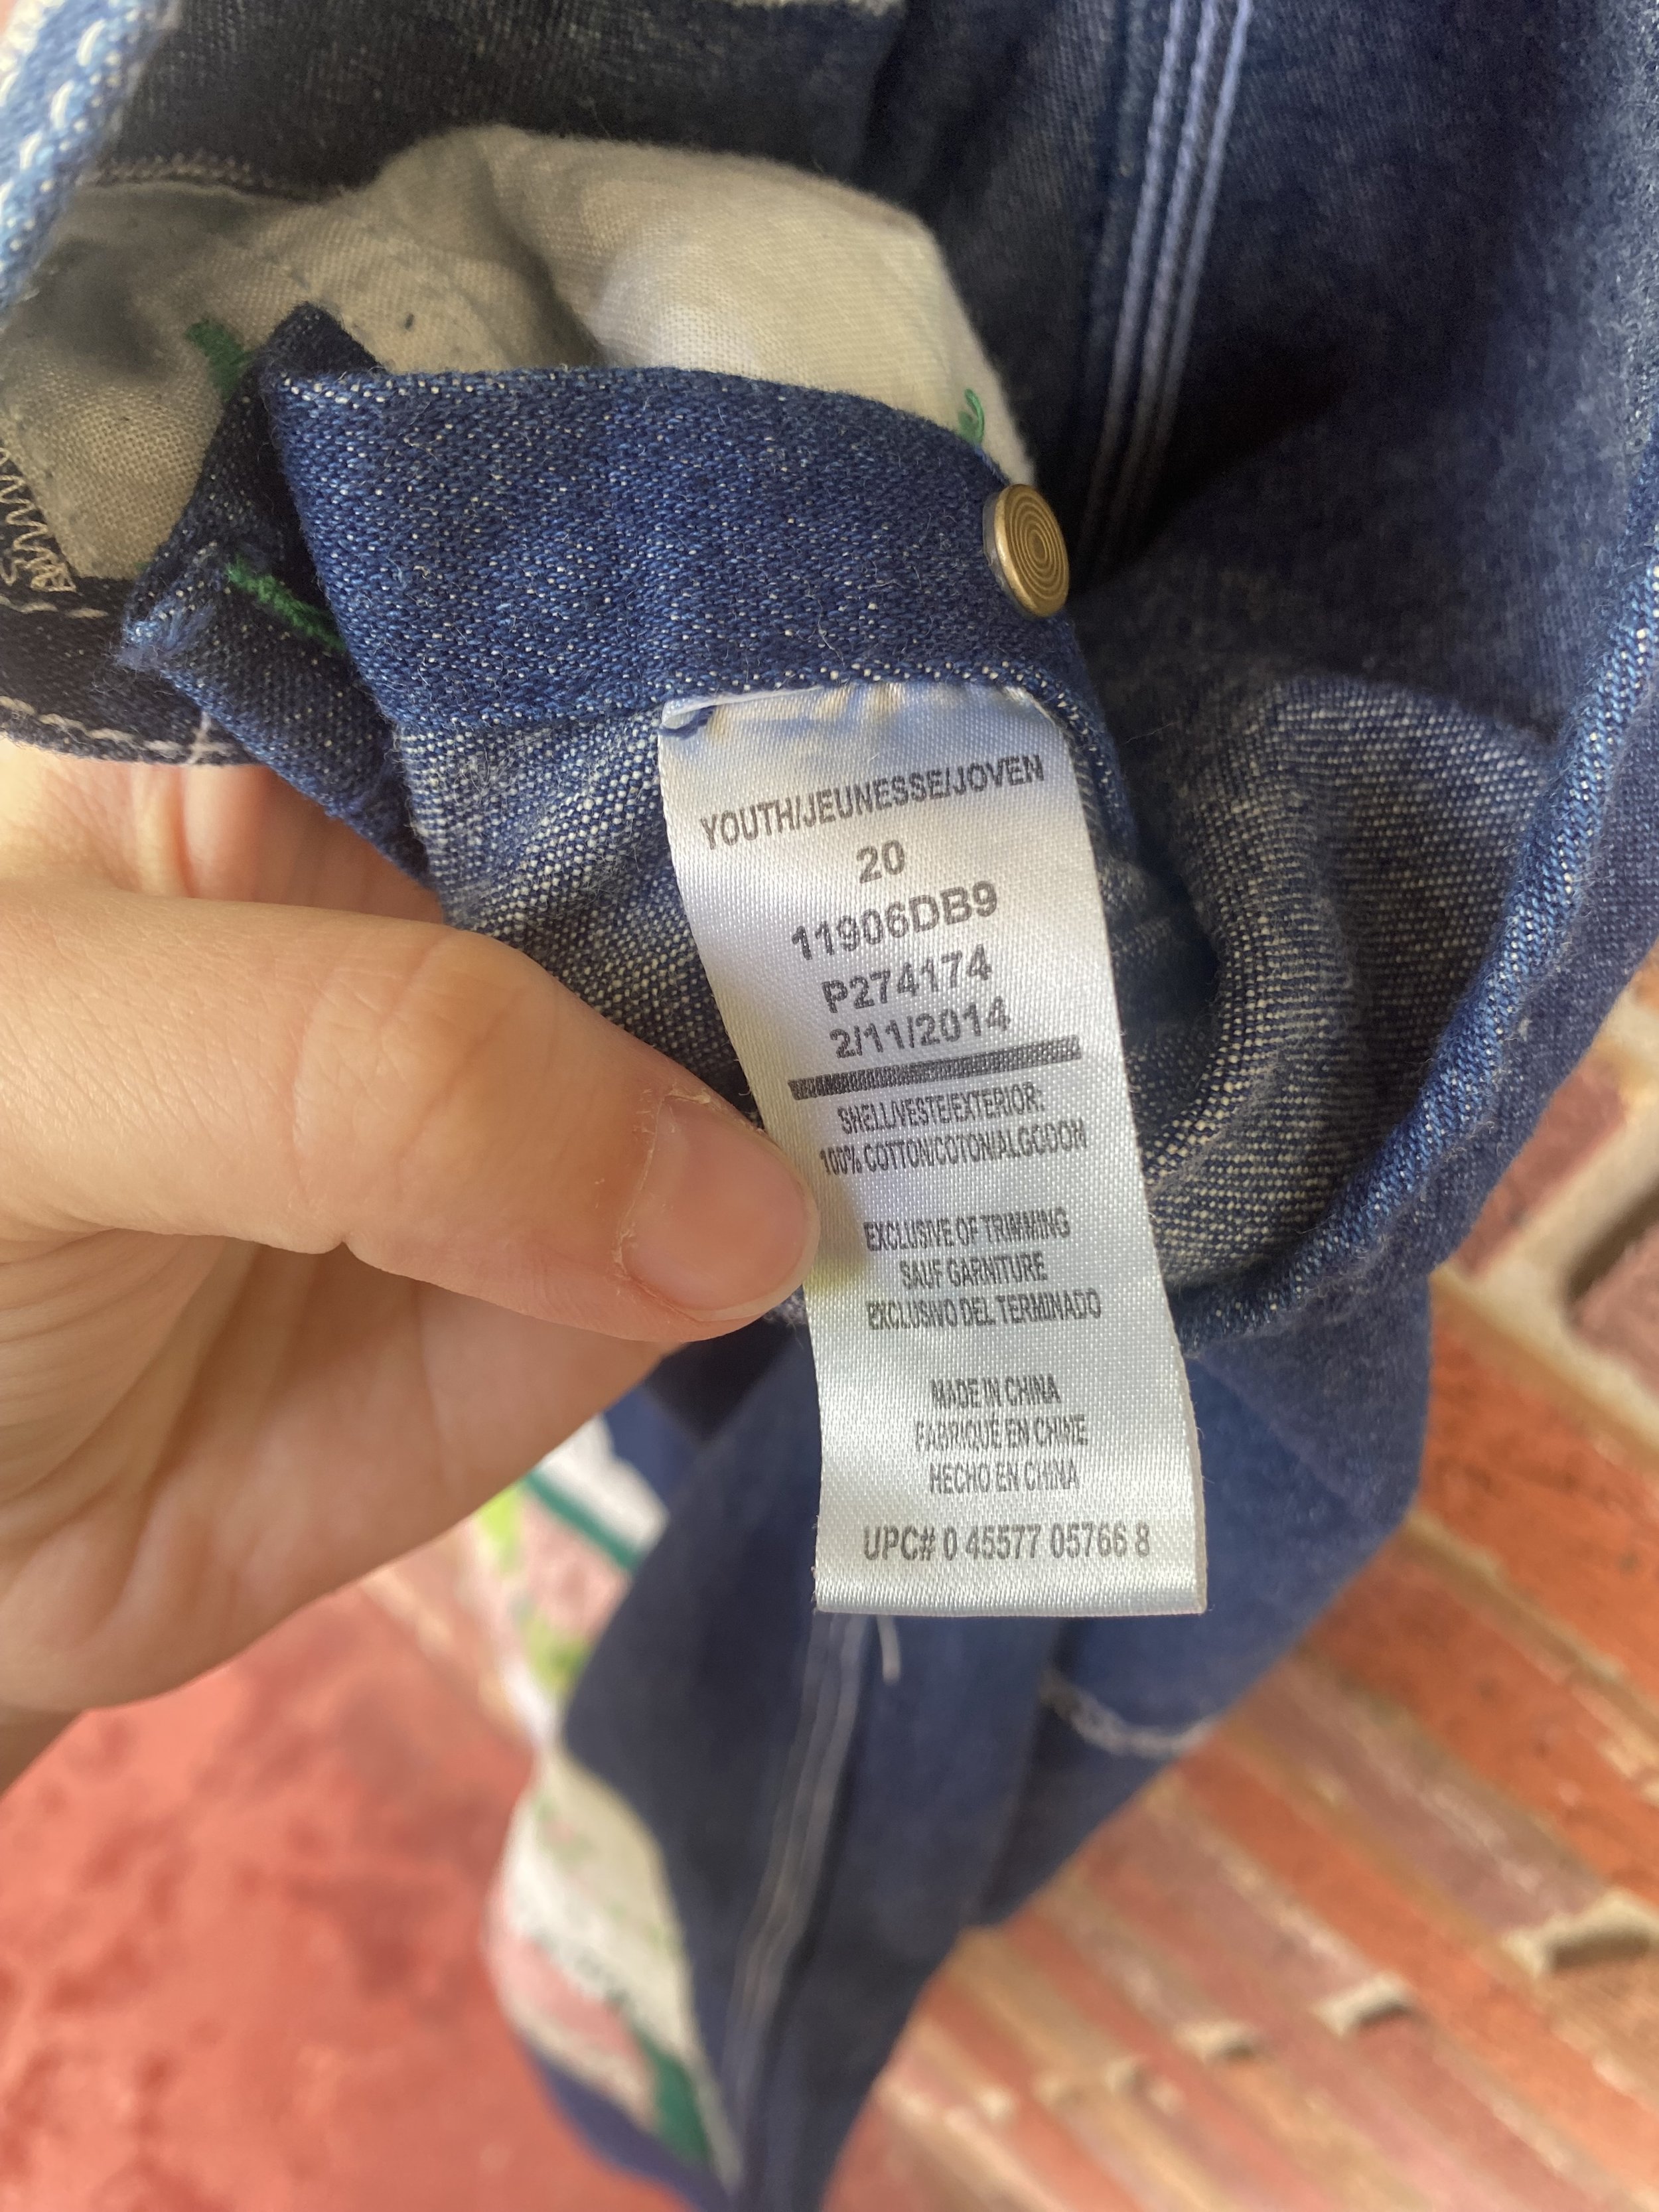 YOUTH/JEUNESSE/JOVEN
20
11906DB9
P274174
2/11/2014
SHELL/VESTE/EXTERIOR:
100% COTTON/COTON/ALGODON
EXCLUSIVE OF TRIMMING
SAUF GARNITURE
EXCLUSIVO DEL TERMINADO
MADE IN CHINA
FABRIQUE EN CHINE
HECHO EN CHINA
UPC# 0 45577 05766 8